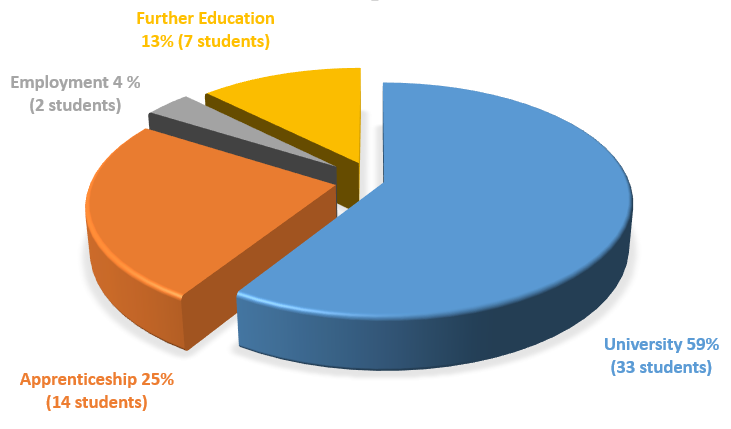 Further Education
13% (7 students)
Employment 4 %
(2 students)
University 59%
(33 students)
Apprenticeship 25%
(14 students)